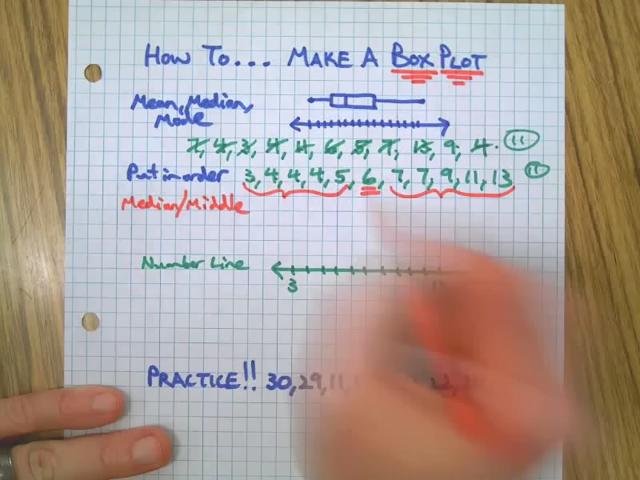 How To... Make A Box Plot
Mean, Median,
Mode
7, 4, 3, 4, 11, 6, 5, 7, 13, 9, 4. 11
Put in order 3, 4, 4, 4, 5, 6, 7, 7, 9, 11, 13 11
Median/Middle
Number Line
3
Practice!! 30, 29, 11,